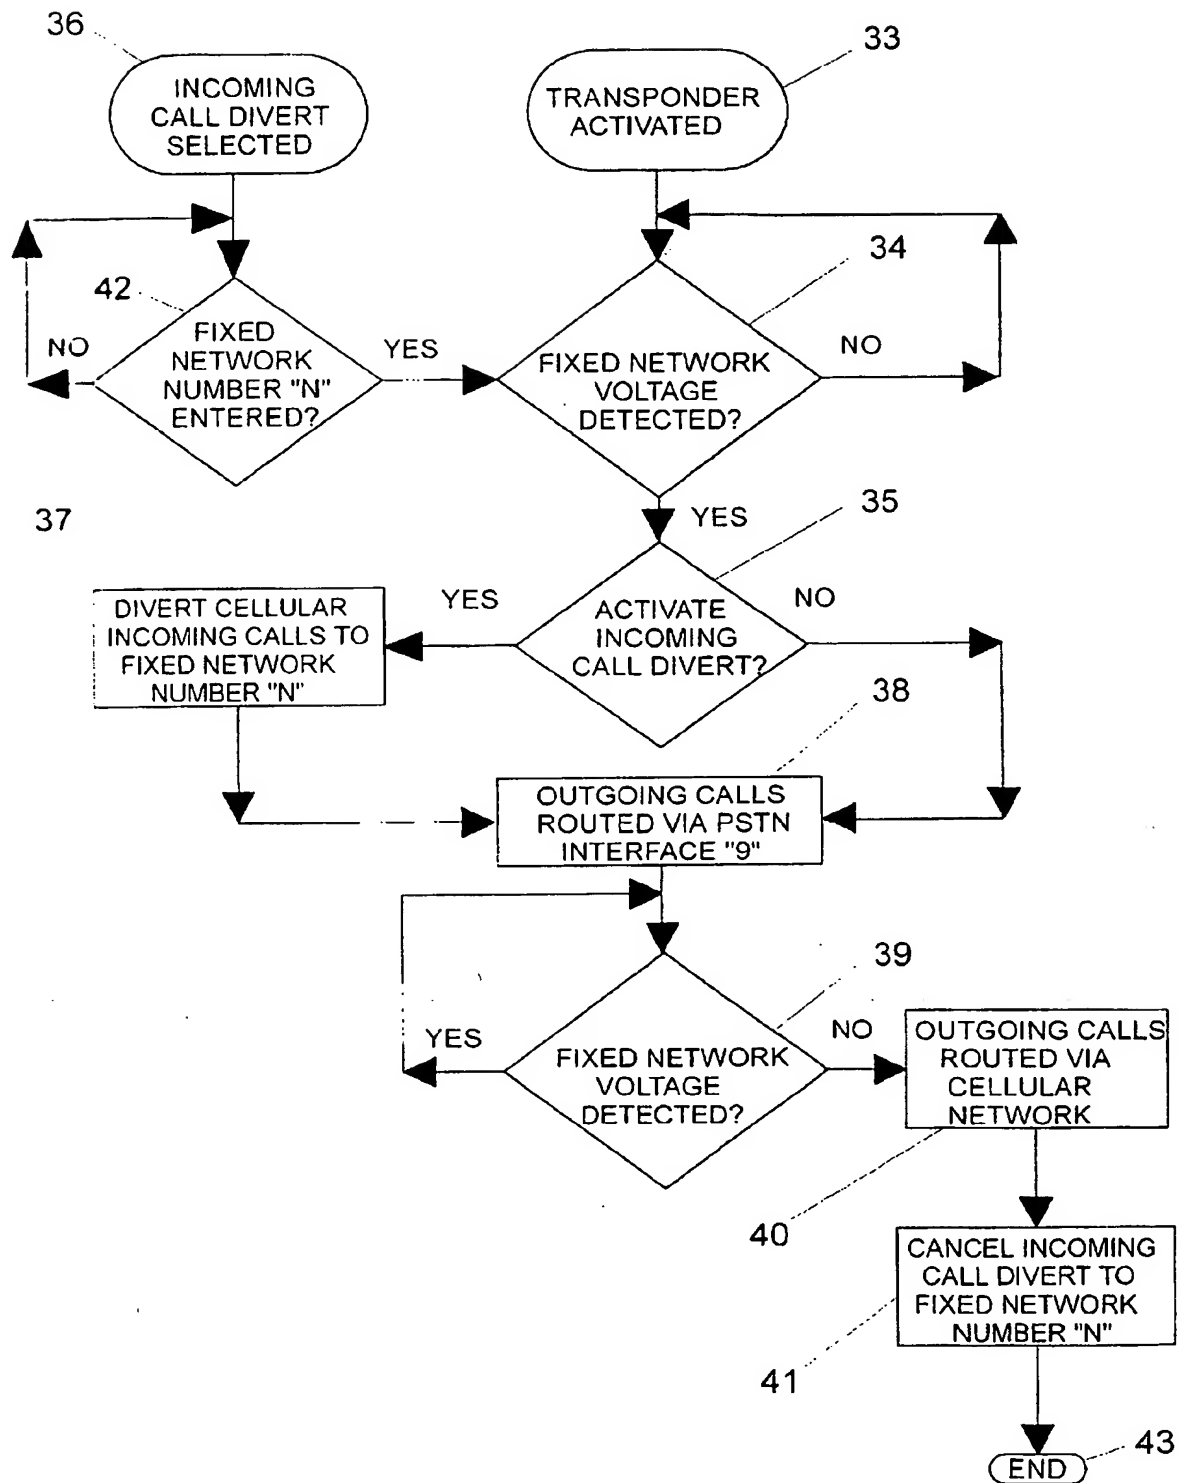 36
33
INCOMING
CALL DIVERT
SELECTED
TRANSPONDER
ACTIVATED
42
34
NO
FIXED
NETWORK
NUMBER "N"
ENTERED?
YES
FIXED NETWORK
VOLTAGE
DETECTED?
NO
37
YES
35
DIVERT CELLULAR
INCOMING CALLS TO
FIXED NETWORK
NUMBER "N"
YES
ACTIVATE
INCOMING
CALL DIVERT?
NO
38
OUTGOING CALLS
ROUTED VIA PSTN
INTERFACE "9"
39
YES
FIXED NETWORK
VOLTAGE
DETECTED?
NO
OUTGOING CALLS
ROUTED VIA
CELLULAR
NETWORK
40
CANCEL INCOMING
CALL DIVERT TO
FIXED NETWORK
NUMBER "N"
41
END
43